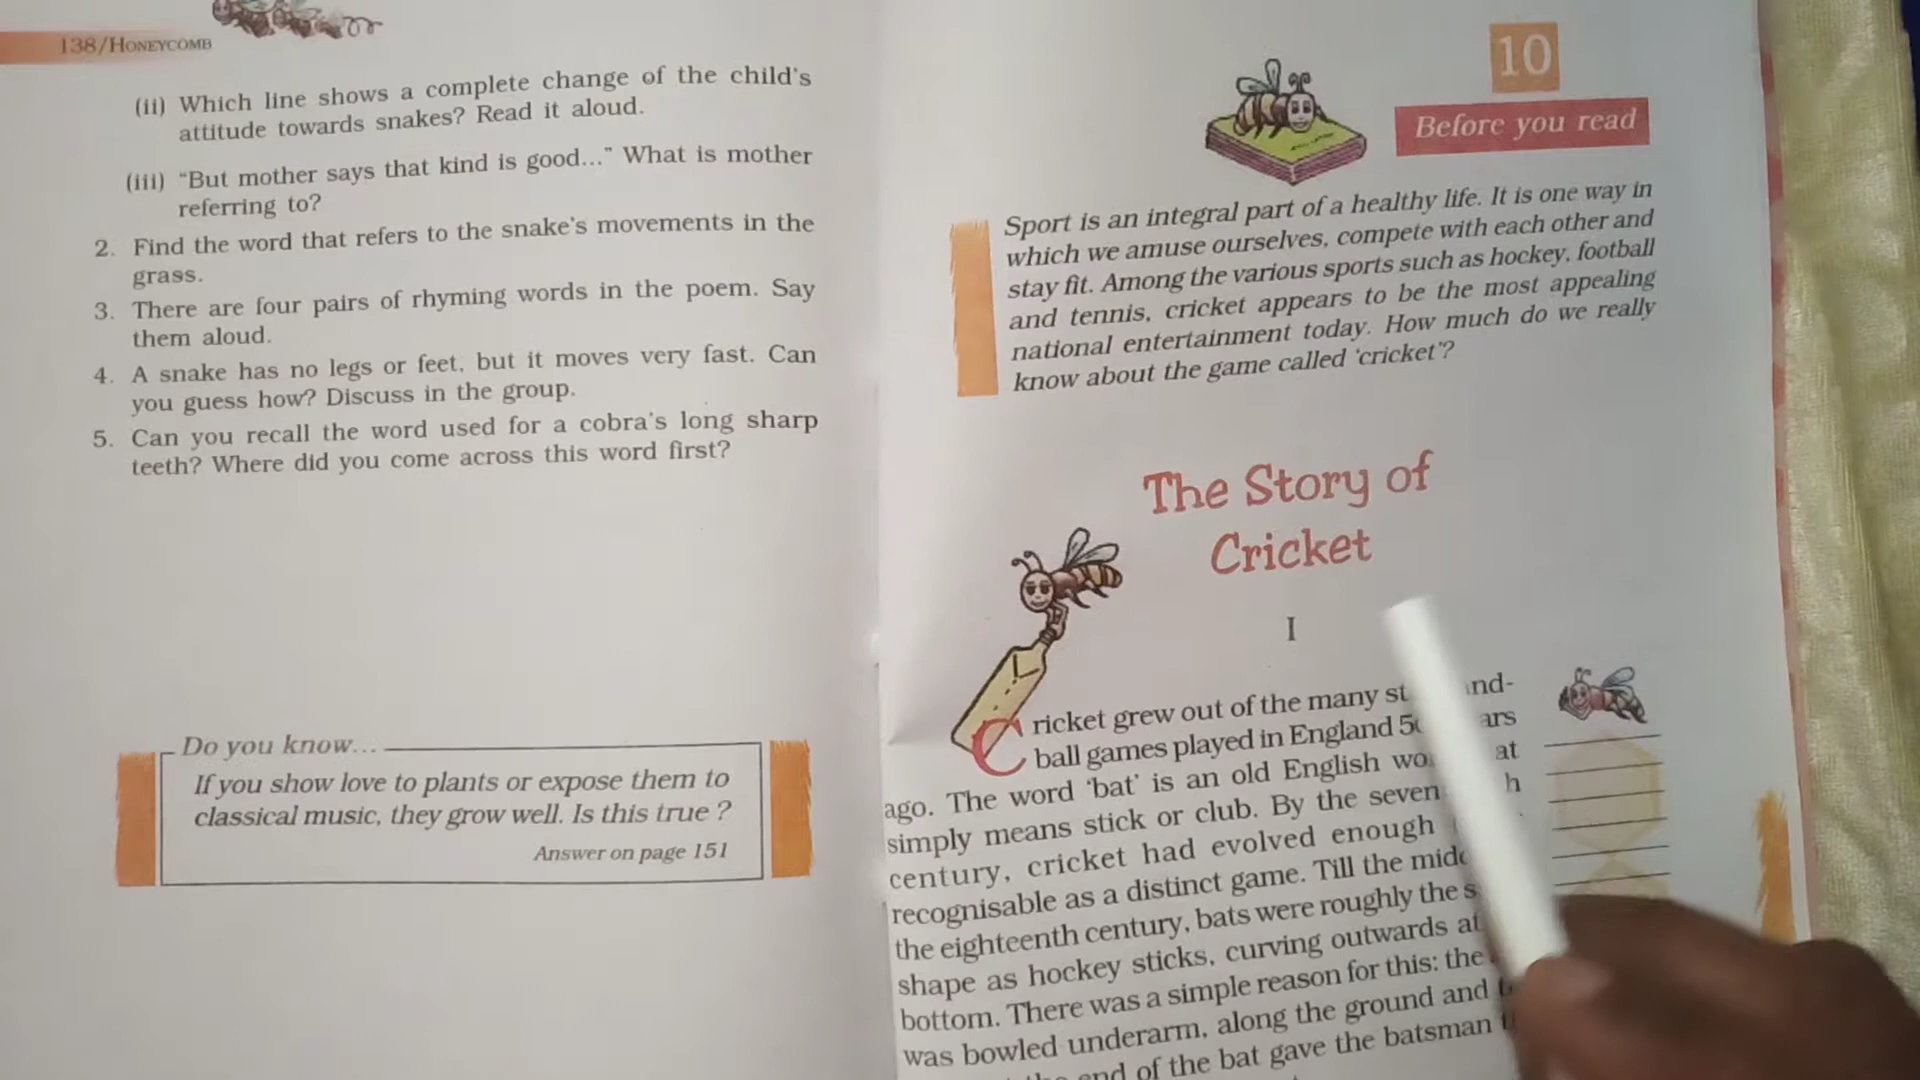 138/HONEYCOMB
(ii) Which line shows a complete change of the child's
attitude towards snakes? Read it aloud.
(iii) "But mother says that kind is good..." What is mother
referring to?
2. Find the word that refers to the snake's movements in the
grass.
3. There are four pairs of rhyming words in the poem. Say
them aloud.
4. A snake has no legs or feet, but it moves very fast. Can
you guess how? Discuss in the group.
5. Can you recall the word used for a cobra's long sharp
teeth? Where did you come across this word first?
Do you know...
If you show love to plants or expose them to
classical music, they grow well. Is this true ?
Answer on page 151
10
Before you read
Sport is an integral part of a healthy life. It is one way in
which we amuse ourselves, compete with each other and
stay fit. Among the various sports such as hockey, football
and tennis, cricket appears to be the most appealing
national entertainment today. How much do we really
know about the game called 'cricket'?
The Story of
Cricket
I
Cricket grew out of the many
ball games played in England
ago. The word 'bat' is an old English
simply means stick or club. By the
century, cricket had evolved enough
recognisable as a distinct game. Till the
the eighteenth century, bats were roughly the
shape as hockey sticks, curving outwards at
bottom. There was a simple reason for this: the
was bowled underarm, along the ground and
end of the bat gave the batsman